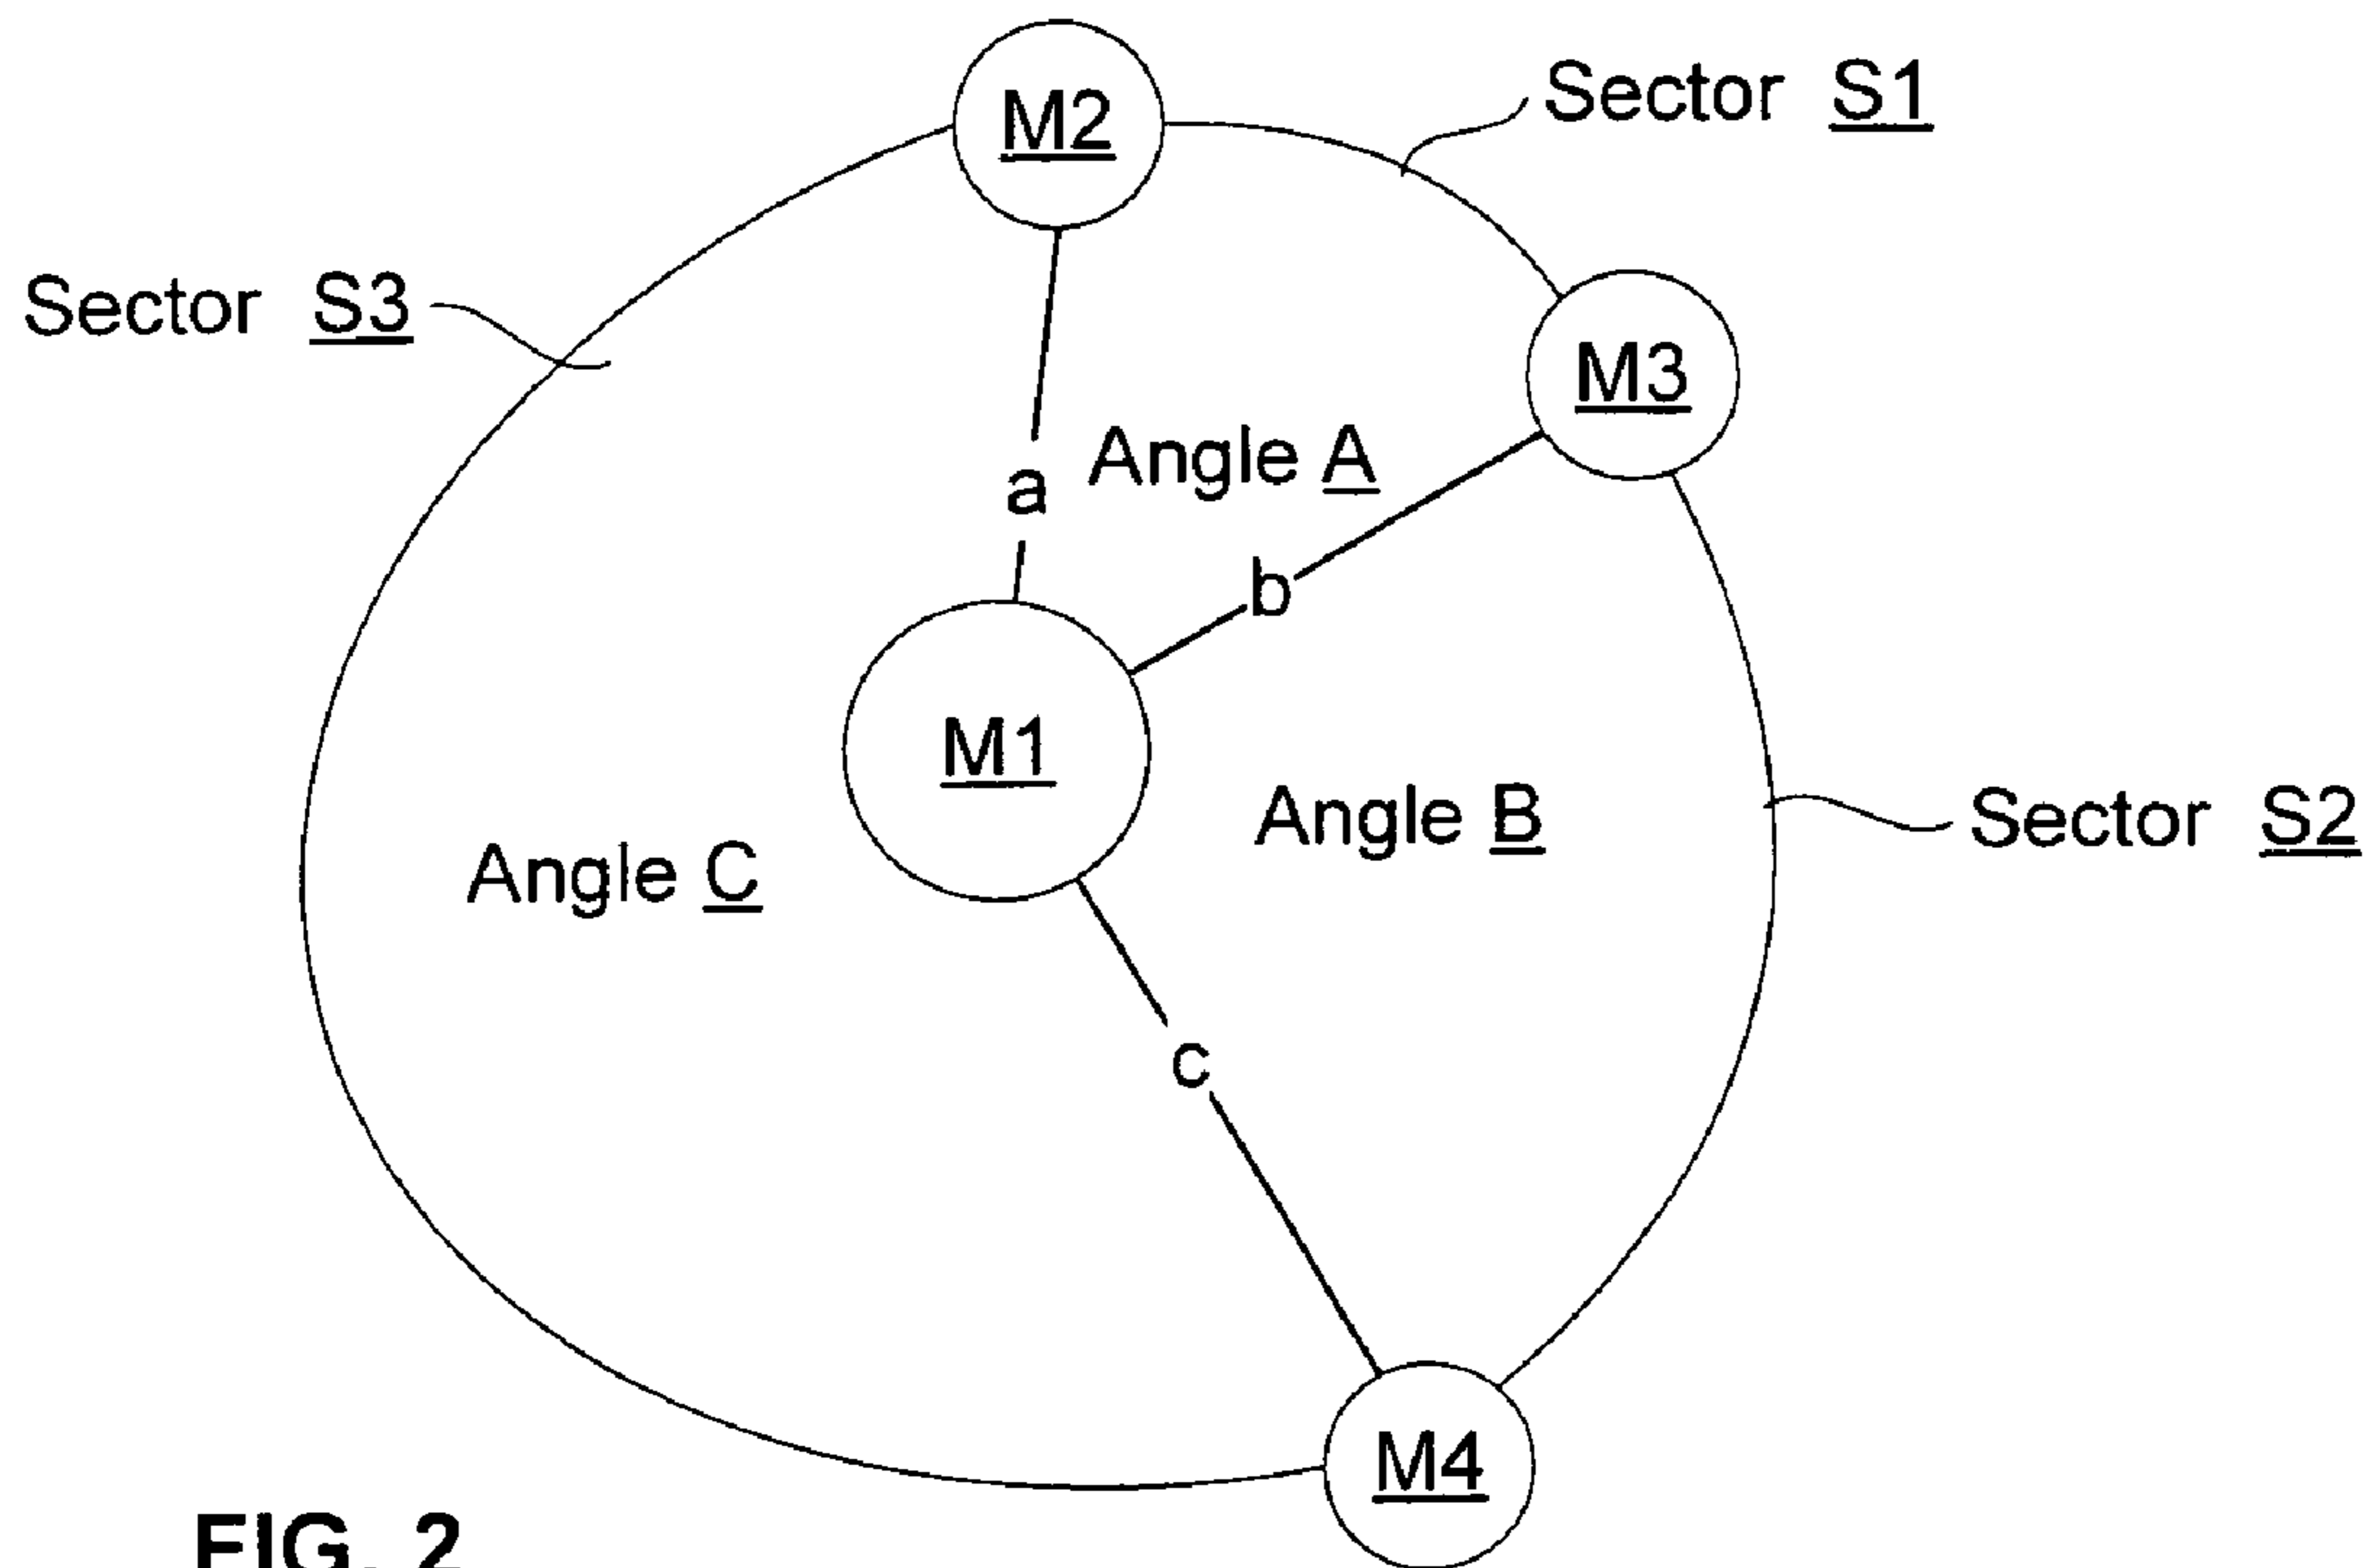 M2
Sector S1
Sector S3
M3
Angle A
a
b
M1
Angle B
Sector S2
Angle C
c
M4
FIG. 2